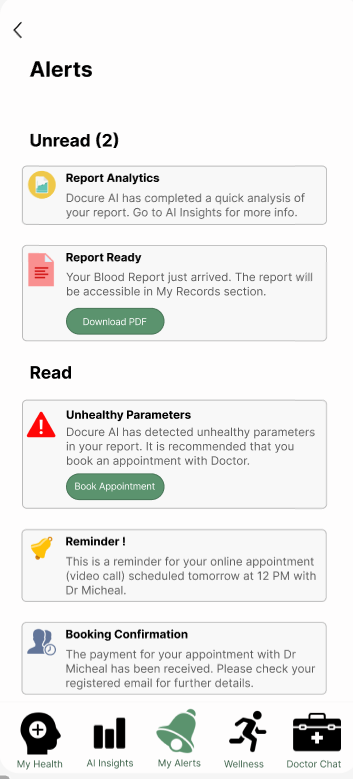 Alerts
Unread (2)
Report Analytics
Docure AI has completed a quick analysis of
your report. Go to AI Insights for more info.
Report Ready
Your Blood Report just arrived. The report will
be accessible in My Records section.
Download PDF
Read
Unhealthy Parameters
Docure AI has detected unhealthy parameters
in your report. It is recommended that you
book an appointment with Doctor.
Book Appointment
Reminder !
This is a reminder for your online appointment
(video call) scheduled tomorrow at 12 PM with
Dr Micheal.
Booking Confirmation
The payment for your appointment with Dr
Micheal has been received. Please check your
registered email for further details.
My Health
AI Insights
My Alerts
Wellness
Doctor Chat